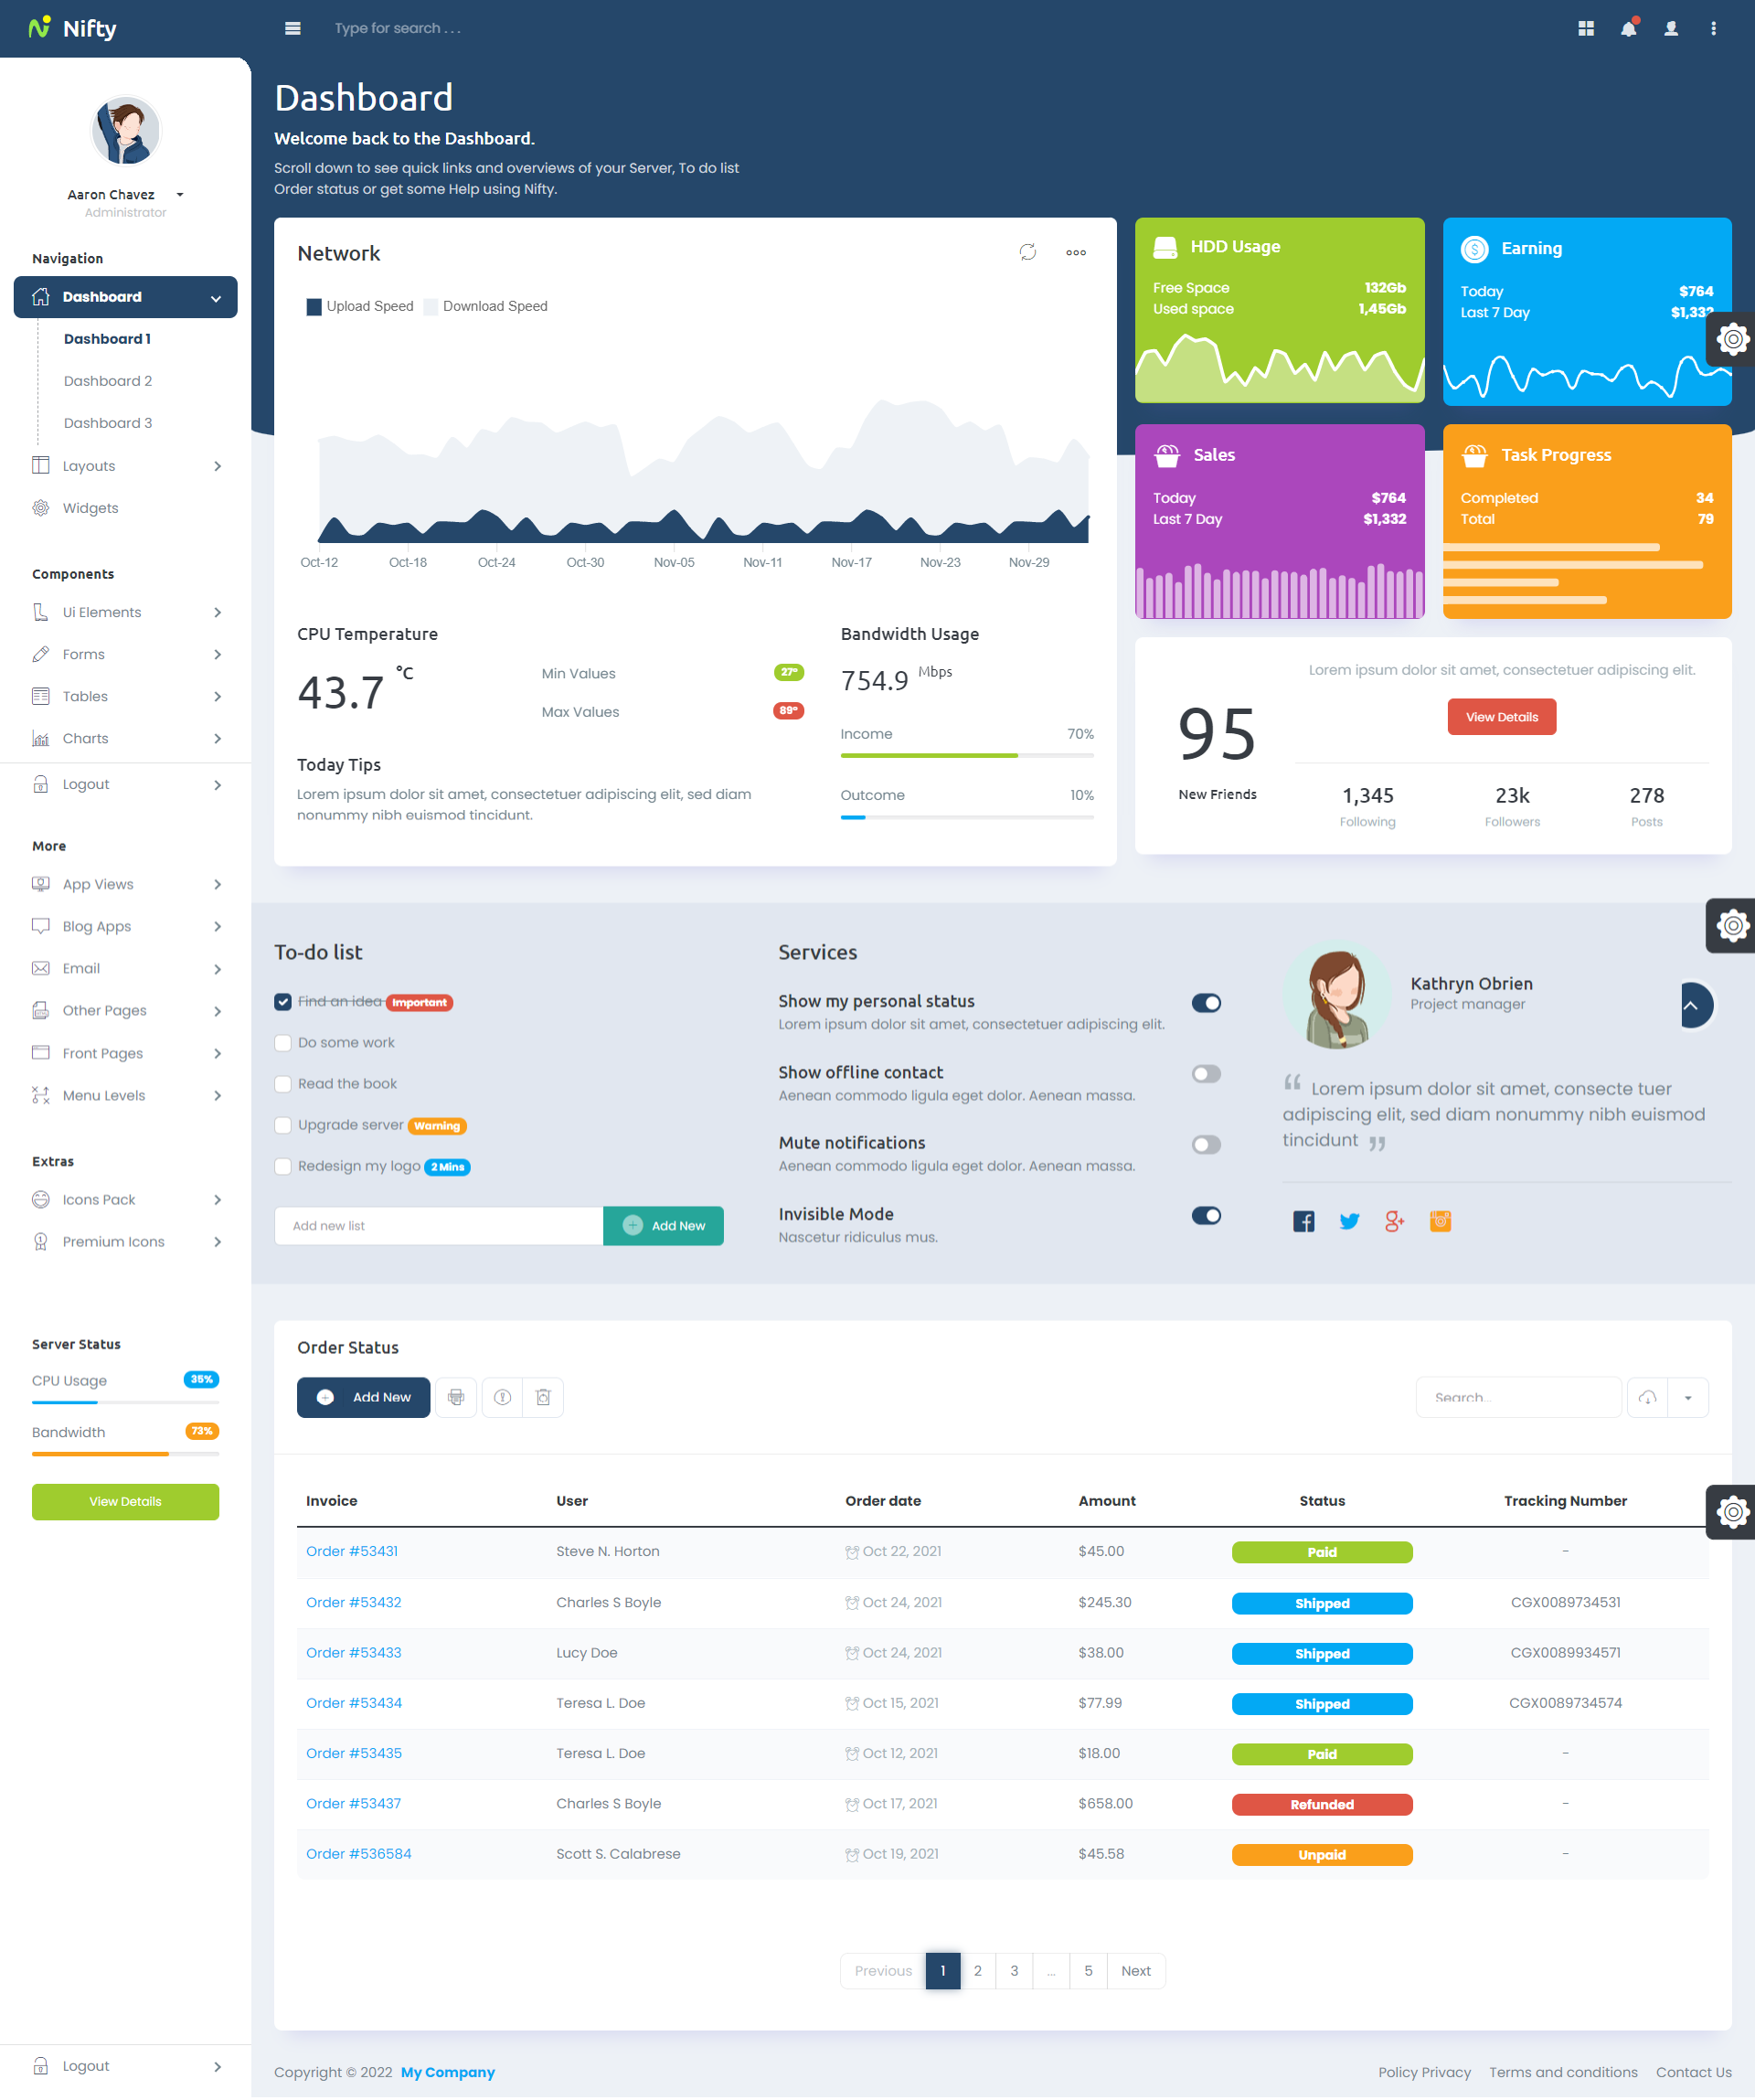 Nifty
Type for search . . .
Aaron Chavez
Administrator
Navigation
Dashboard
Dashboard 1
Dashboard 2
Dashboard 3
Layouts
Widgets
Components
Ui Elements
Forms
Tables
Charts
Logout
More
App Views
Blog Apps
Email
Other Pages
Front Pages
Menu Levels
Extras
Icons Pack
Premium Icons
Server Status
CPU Usage 35%
Bandwidth 73%
View Details
Logout
Dashboard
Welcome back to the Dashboard.
Scroll down to see quick links and overviews of your Server, To do list
Order status or get some Help using Nifty.
Network
Upload Speed Download Speed
Oct-12 Oct-18 Oct-24 Oct-30 Nov-05 Nov-11 Nov-17 Nov-23 Nov-29
CPU Temperature
43.7 °C
Min Values 27°
Max Values 89°
Today Tips
Lorem ipsum dolor sit amet, consectetuer adipiscing elit, sed diam
nonummy nibh euismod tincidunt.
Bandwidth Usage
754.9 Mbps
Income 70%
Outcome 10%
HDD Usage
Free Space 132Gb
Used space 1,45Gb
Earning
Today $764
Last 7 Day $1,332
Sales
Today $764
Last 7 Day $1,332
Task Progress
Completed 34
Total 79
95
New Friends
Lorem ipsum dolor sit amet, consectetuer adipiscing elit.
View Details
1,345 23k 278
Following Followers Posts
To-do list
Find an idea Important
Do some work
Read the book
Upgrade server Warning
Redesign my logo 2 Mins
Add new list Add New
Services
Show my personal status
Lorem ipsum dolor sit amet, consectetuer adipiscing elit.
Show offline contact
Aenean commodo ligula eget dolor. Aenean massa.
Mute notifications
Aenean commodo ligula eget dolor. Aenean massa.
Invisible Mode
Nascetur ridiculus mus.
Kathryn Obrien
Project manager
“ Lorem ipsum dolor sit amet, consecte tuer
adipiscing elit, sed diam nonummy nibh euismod
tincidunt ”
Order Status
Add New
Search...
Invoice User Order date Amount Status Tracking Number
Order #53431 Steve N. Horton Oct 22, 2021 $45.00 Paid -
Order #53432 Charles S Boyle Oct 24, 2021 $245.30 Shipped CGX0089734531
Order #53433 Lucy Doe Oct 24, 2021 $38.00 Shipped CGX0089934571
Order #53434 Teresa L. Doe Oct 15, 2021 $77.99 Shipped CGX0089734574
Order #53435 Teresa L. Doe Oct 12, 2021 $18.00 Paid -
Order #53437 Charles S Boyle Oct 17, 2021 $658.00 Refunded -
Order #536584 Scott S. Calabrese Oct 19, 2021 $45.58 Unpaid -
Previous 1 2 3 ... 5 Next
Copyright © 2022 My Company
Policy Privacy Terms and conditions Contact Us